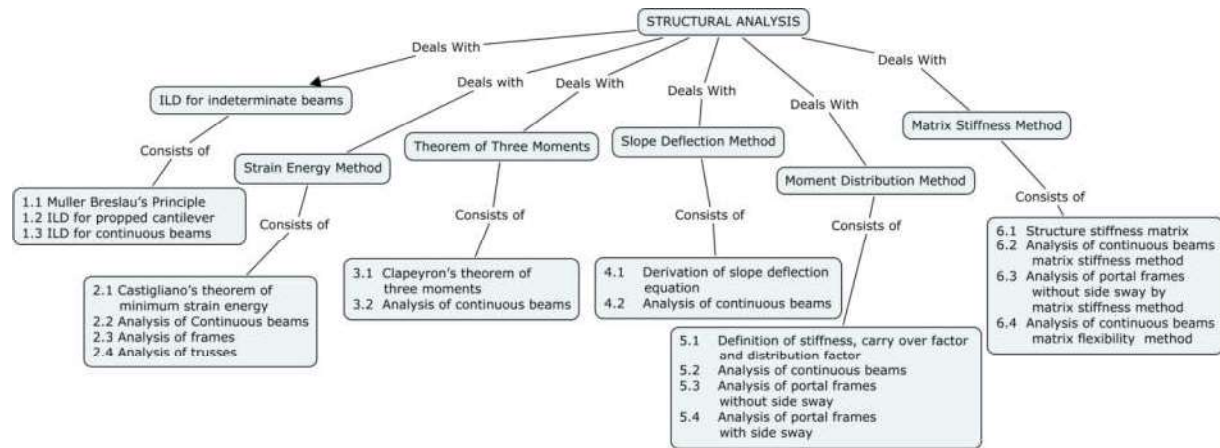 STRUCTURAL ANALYSIS
Deals With
Deals with
Deals With
Deals With
Deals With
Deals With
ILD for indeterminate beams
Consists of
1.1 Muller Breslau's Principle
1.2 ILD for propped cantilever
1.3 ILD for continuous beams
Strain Energy Method
Consists of
2.1 Castigliano's theorem of
minimum strain energy
2.2 Analysis of Continuous beams
2.3 Analysis of frames
2.4 Analysis of trusses
Theorem of Three Moments
Consists of
3.1 Clapeyron's theorem of
three moments
3.2 Analysis of continuous beams
Slope Deflection Method
Consists of
4.1 Derivation of slope deflection
equation
4.2 Analysis of continuous beams
Moment Distribution Method
Consists of
5.1 Definition of stiffness, carry over factor
and distribution factor
5.2 Analysis of continuous beams
5.3 Analysis of portal frames
without side sway
5.4 Analysis of portal frames
with side sway
Matrix Stiffness Method
Consists of
6.1 Structure stiffness matrix
6.2 Analysis of continuous beams
matrix stiffness method
6.3 Analysis of portal frames
without side sway by
matrix stiffness method
6.4 Analysis of continuous beams
matrix flexibility method